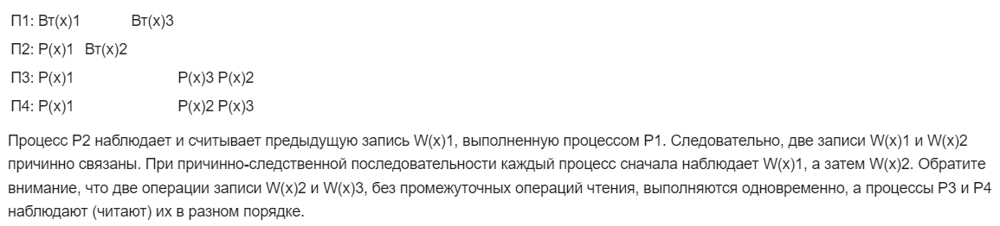 П1: Вт(х)1 Вт(х)3
П2: Р(х)1 Вт(х)2
П3: Р(х)1 Р(х)3 Р(х)2
П4: Р(х)1 Р(х)2 Р(х)3
Процесс P2 наблюдает и считывает предыдущую запись W(x)1, выполненную процессом P1. Следовательно, две записи W(x)1 и W(x)2
причинно связаны. При причинно-следственной последовательности каждый процесс сначала наблюдает W(x)1, а затем W(x)2. Обратите
внимание, что две операции записи W(x)2 и W(x)3, без промежуточных операций чтения, выполняются одновременно, а процессы P3 и P4
наблюдают (читают) их в разном порядке.